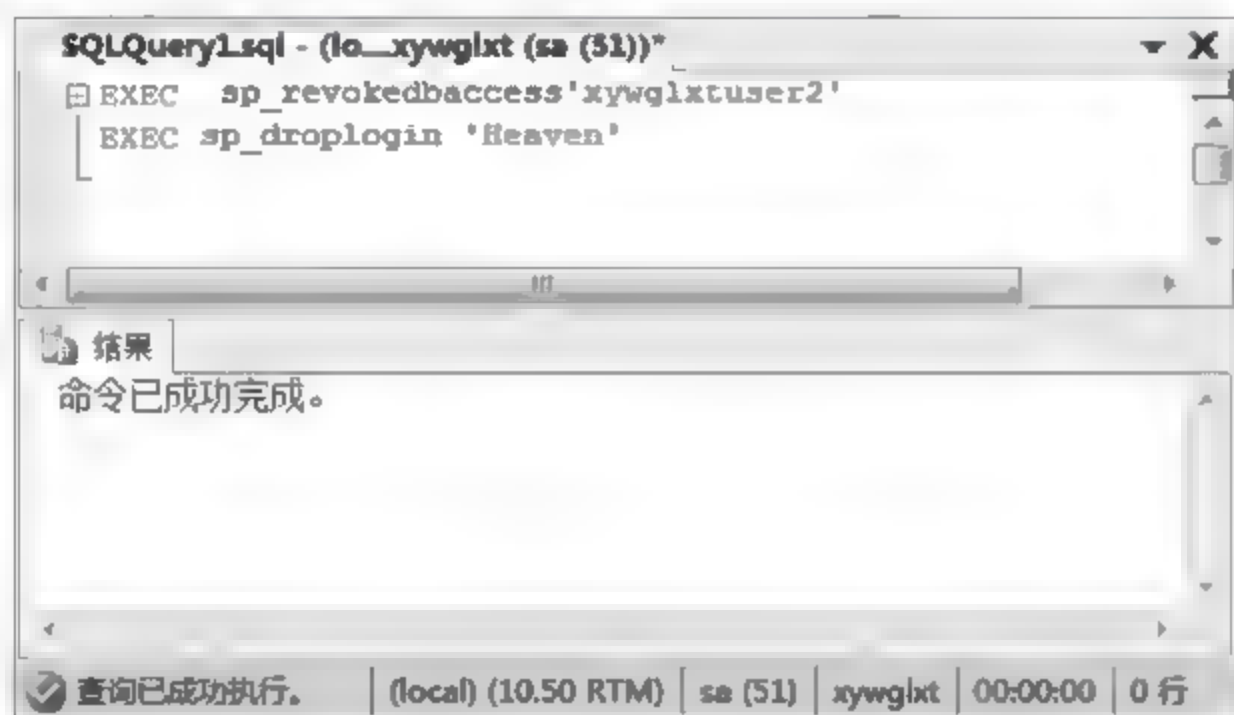 SQLQuery1.sql - (lo...xywglxt (sa (51))*
EXEC sp_revokedbaccess'xywglxtuser2'
EXEC sp_droplogin 'Heaven'
结果
命令已成功完成。
查询已成功执行。 (local) (10.50 RTM) sa (51) xywglxt 00:00:00 0 行